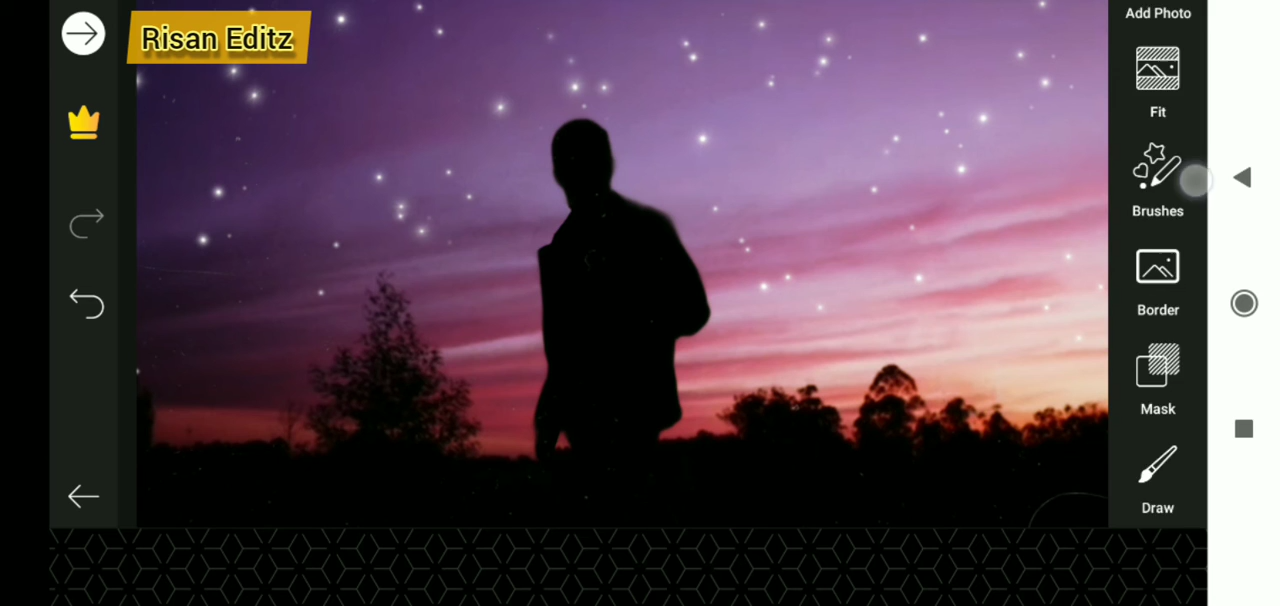 Risan Editz
Add Photo
Fit
Brushes
Border
Mask
Draw